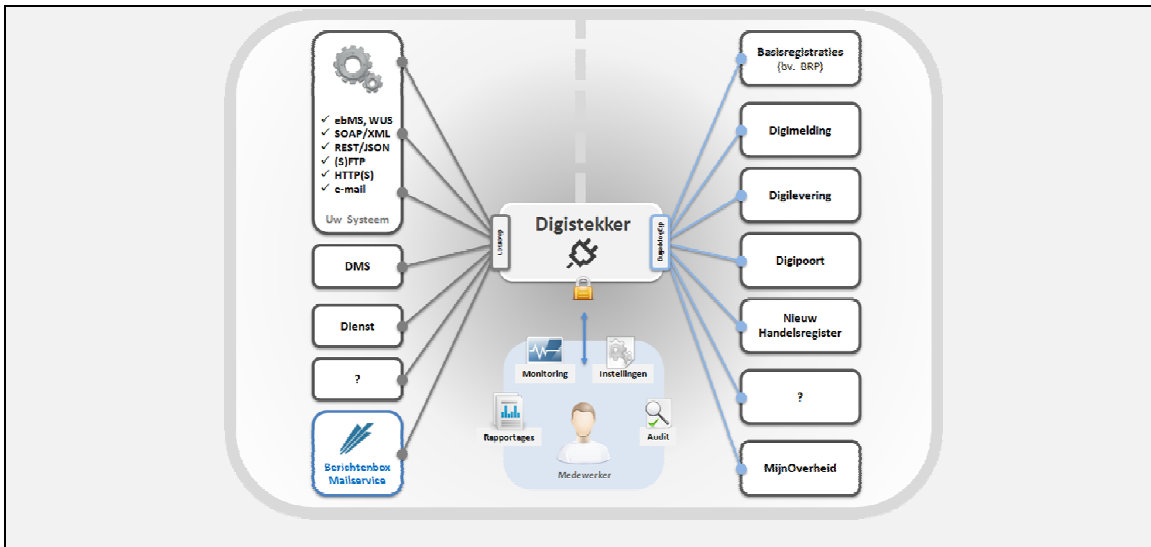 ✓ ebMS, WUS
✓ SOAP/XML
✓ REST/JSON
✓ (S)FTP
✓ HTTP(S)
✓ e-mail
Uw Systeem
DMS
Dienst
?
Berichtenbox
Mailservice
Digistekker
Monitoring
Instellingen
Rapportages
Audit
Medewerker
Basisregistraties
(bv. BRP)
Digimelding
Digilevering
Digipoort
Nieuw
Handelsregister
?
MijnOverheid